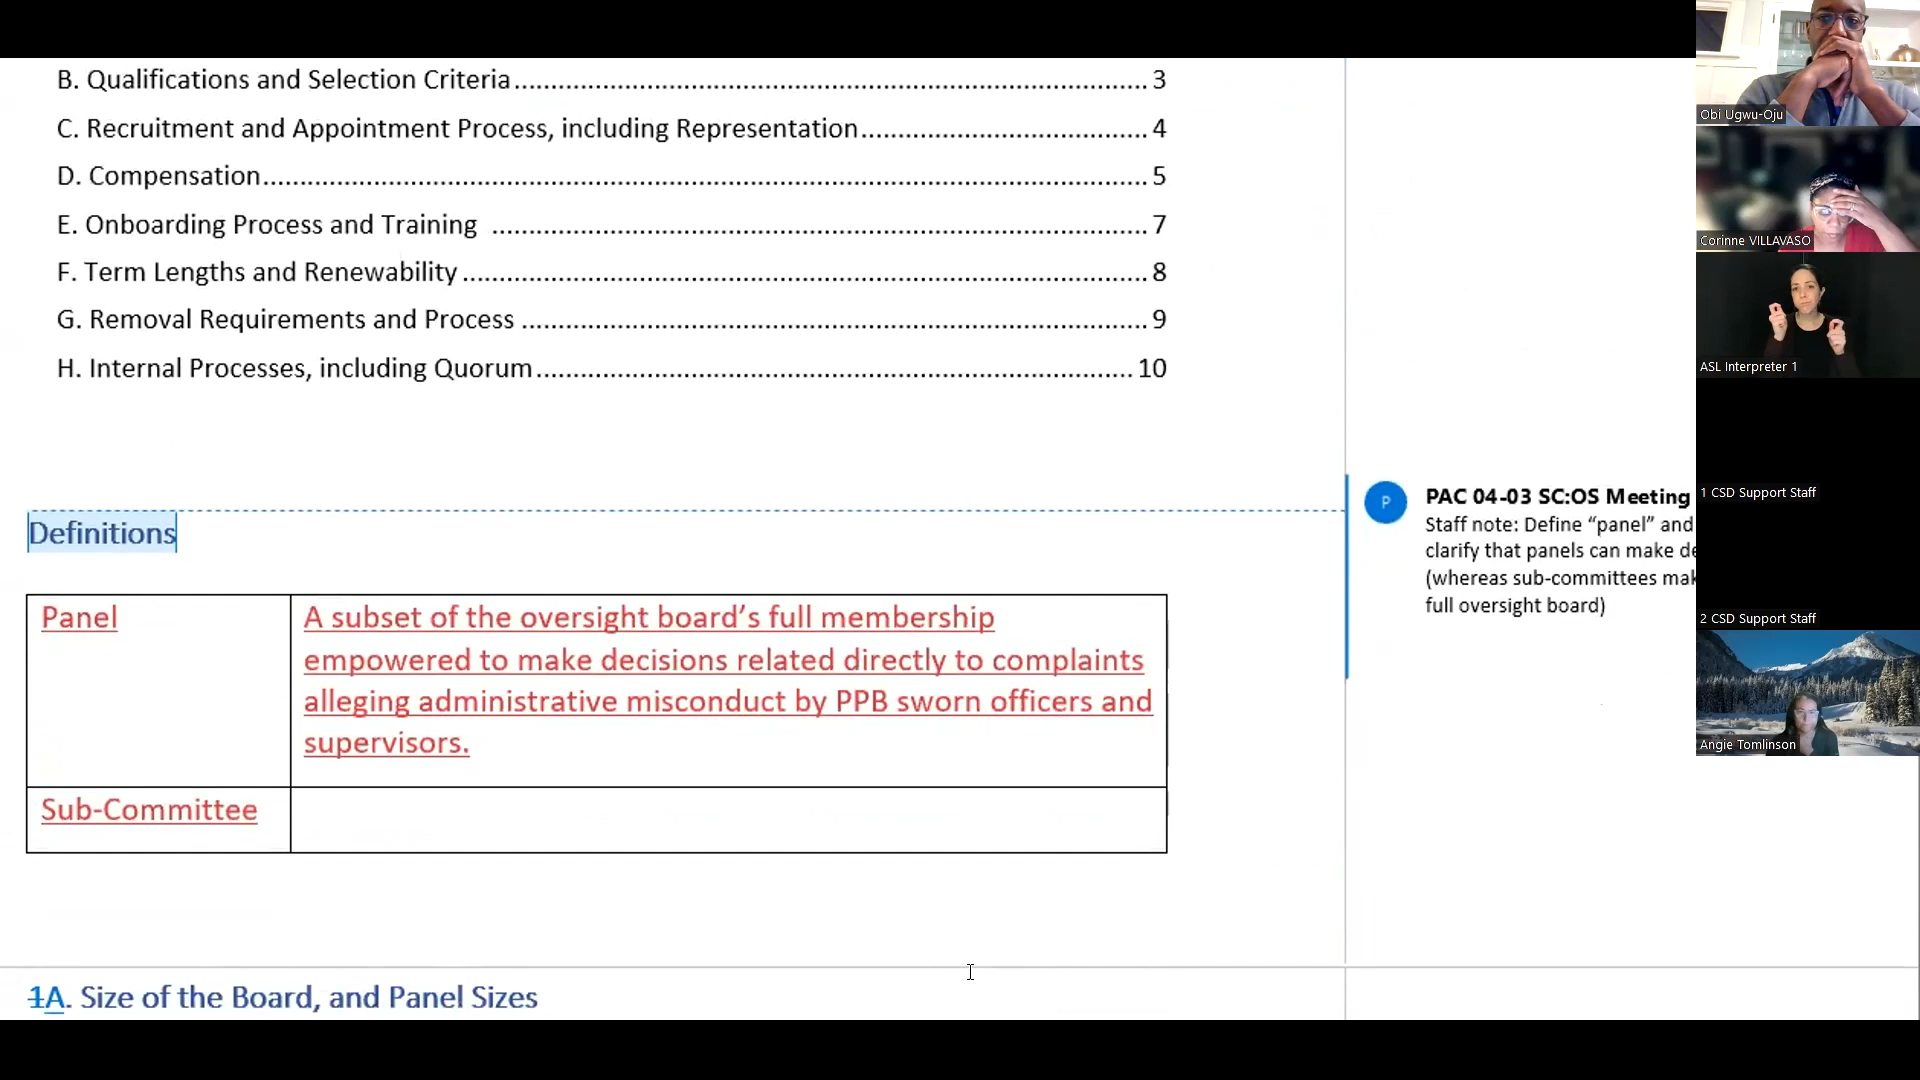 B. Qualifications and Selection Criteria........................................................................................ 3
C. Recruitment and Appointment Process, including Representation........................................ 4
D. Compensation............................................................................................................................ 5
E. Onboarding Process and Training ............................................................................................ 7
F. Term Lengths and Renewability................................................................................................ 8
G. Removal Requirements and Process ........................................................................................ 9
H. Internal Processes, including Quorum.................................................................................... 10
Definitions
Panel
A subset of the oversight board’s full membership
empowered to make decisions related directly to complaints
alleging administrative misconduct by PPB sworn officers and
supervisors.
Sub-Committee
1A. Size of the Board, and Panel Sizes
P
PAC 04-03 SC:OS Meeting
Staff note: Define “panel” and
clarify that panels can make
(whereas sub-committees
full oversight board)
Obi Ugwu-Oju
Corinne VILLAVASO
ASL Interpreter 1
1 CSD Support Staff
2 CSD Support Staff
Angie Tomlinson